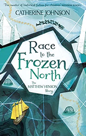 CATHERINE JOHNSON
Race
to the
Frozen
North
The
MATTHEW HENSON
Story